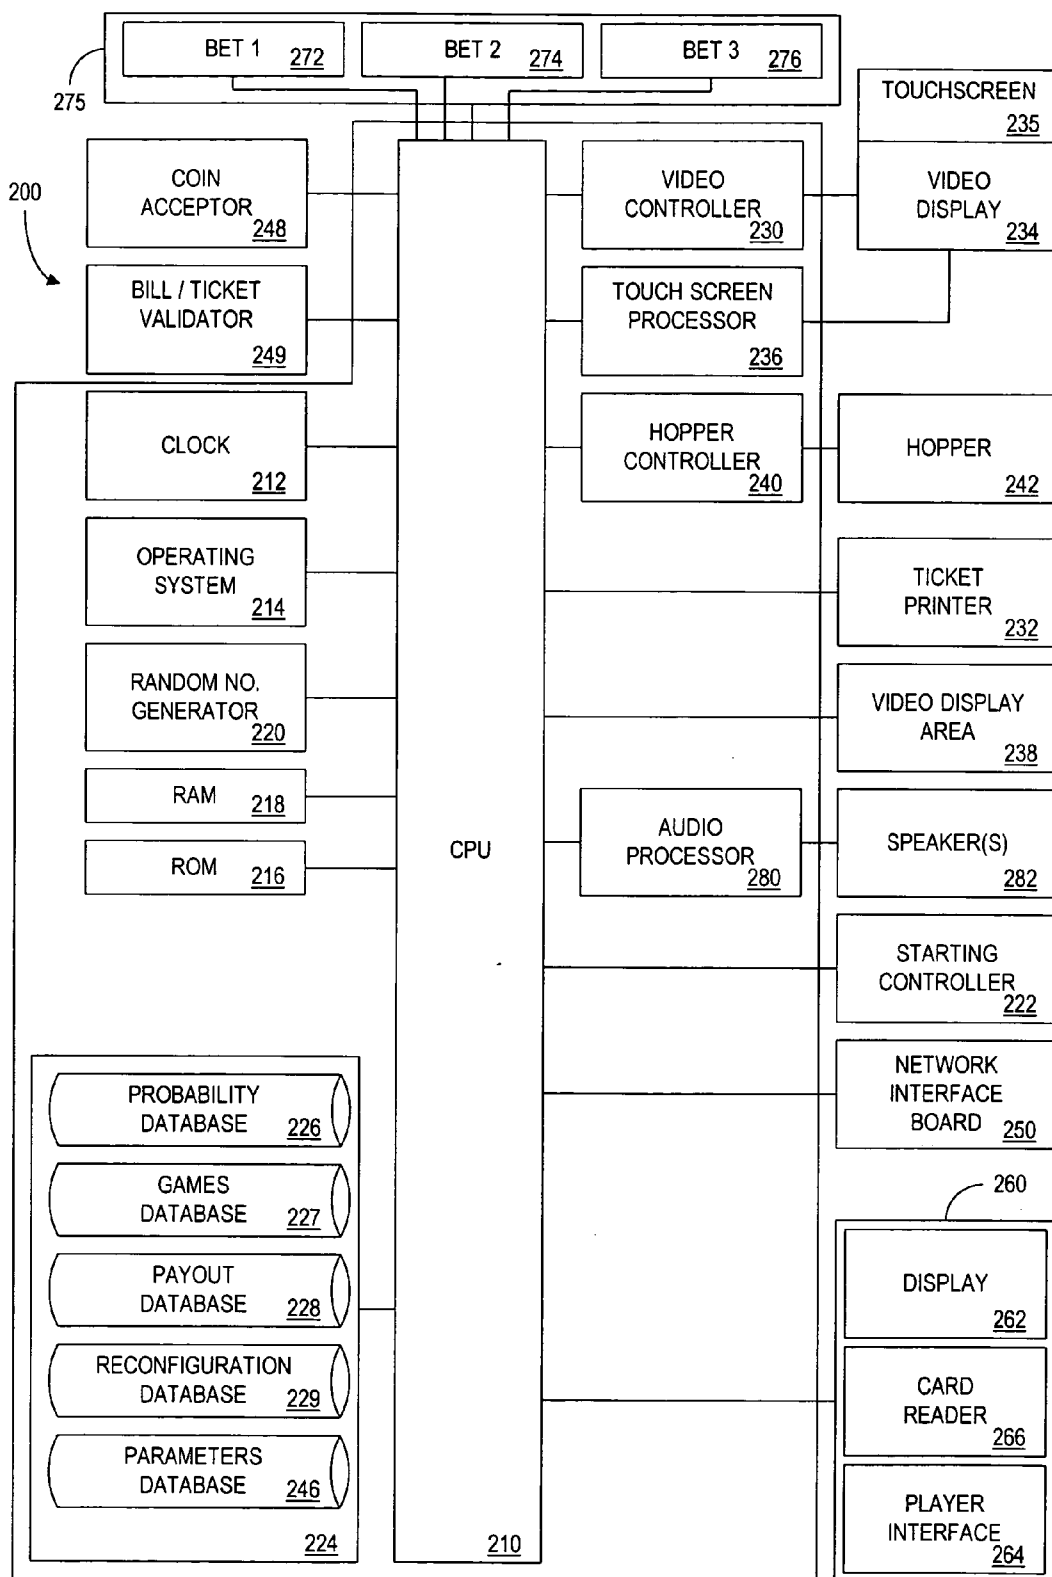 BET 1
272
BET 2
274
BET 3
276
275
TOUCHSCREEN
235
200
COIN
ACCEPTOR
248
VIDEO
CONTROLLER
230
VIDEO
DISPLAY
234
BILL / TICKET
VALIDATOR
249
TOUCH SCREEN
PROCESSOR
236
CLOCK
212
HOPPER
CONTROLLER
240
HOPPER
242
OPERATING
SYSTEM
214
TICKET
PRINTER
232
RANDOM NO.
GENERATOR
220
VIDEO DISPLAY
AREA
238
RAM
218
ROM
216
CPU
AUDIO
PROCESSOR
280
SPEAKER(S)
282
STARTING
CONTROLLER
222
NETWORK
INTERFACE
BOARD
250
PROBABILITY
DATABASE
226
GAMES
DATABASE
227
PAYOUT
DATABASE
228
RECONFIGURATION
DATABASE
229
PARAMETERS
DATABASE
246
224
210
260
DISPLAY
262
CARD
READER
266
PLAYER
INTERFACE
264